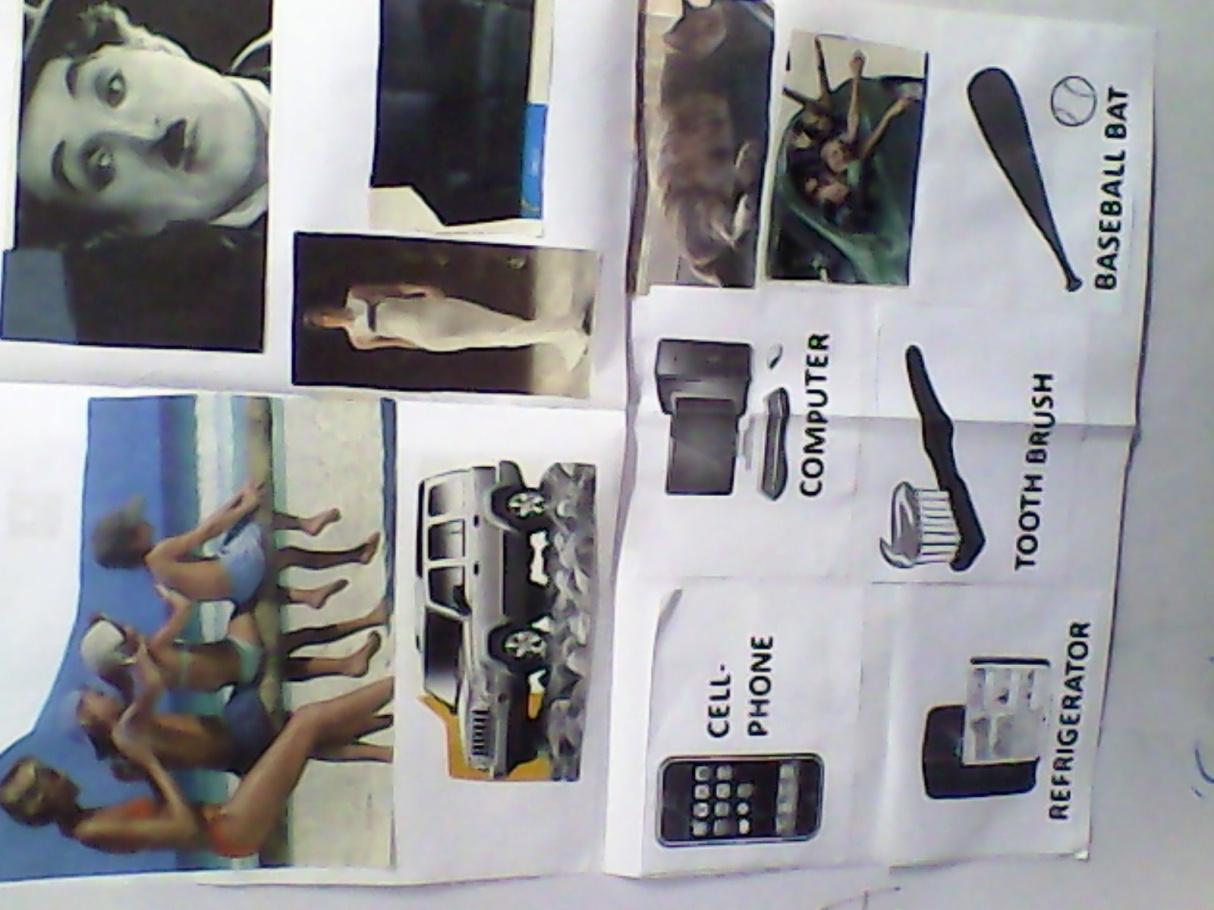 CELL-
PHONE
COMPUTER
REFRIGERATOR
TOOTH BRUSH
BASEBALL BAT